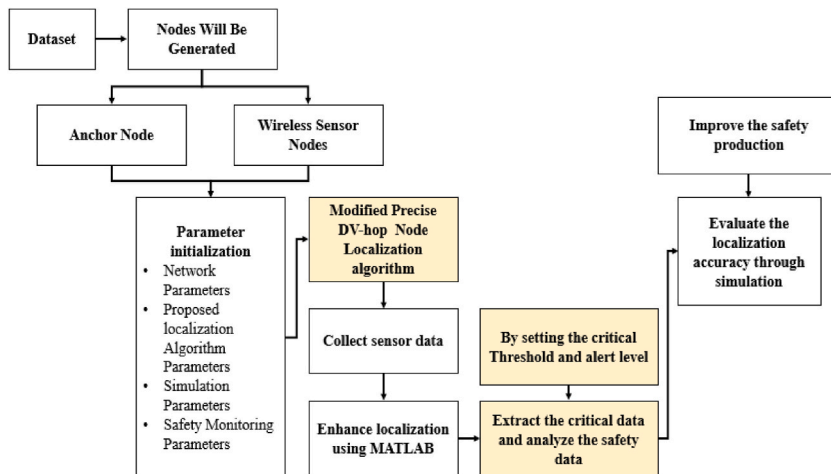 Dataset
Nodes Will Be
Generated
Anchor Node
Wireless Sensor
Nodes
Parameter
initialization
• Network
Parameters
• Proposed
localization
Algorithm
Parameters
• Simulation
Parameters
• Safety Monitoring
Parameters
Modified Precise
DV-hop Node
Localization
algorithm
Collect sensor data
Enhance localization
using MATLAB
By setting the critical
Threshold and alert level
Extract the critical data
and analyze the safety
data
Improve the safety
production
Evaluate the
localization
accuracy through
simulation